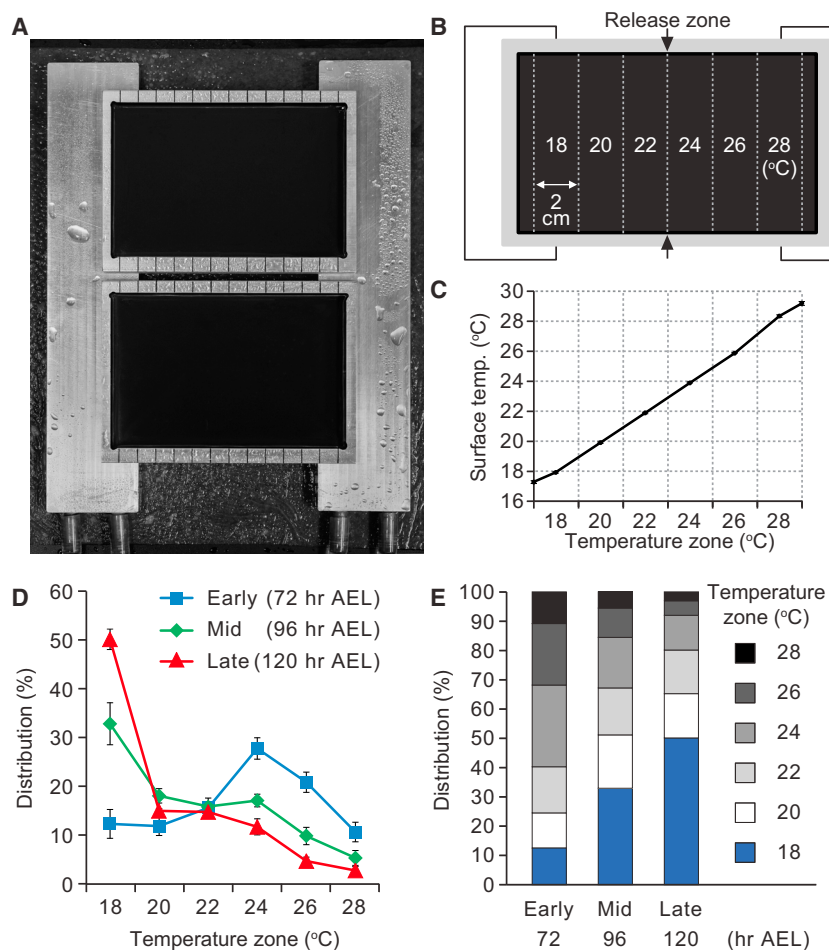 A
B
Release zone
18 20 22 24 26 28
(°C)
2
cm
C
30
28
26
24
22
20
18
16
Surface temp. (°C)
18 20 22 24 26 28
Temperature zone (°C)
D
60
50
40
30
20
10
0
Distribution (%)
Early (72 hr AEL)
Mid (96 hr AEL)
Late (120 hr AEL)
18 20 22 24 26 28
Temperature zone (°C)
E
100
90
80
70
60
50
40
30
20
10
0
Distribution (%)
Early Mid Late
72 96 120 (hr AEL)
Temperature
zone (°C)
28
26
24
22
20
18